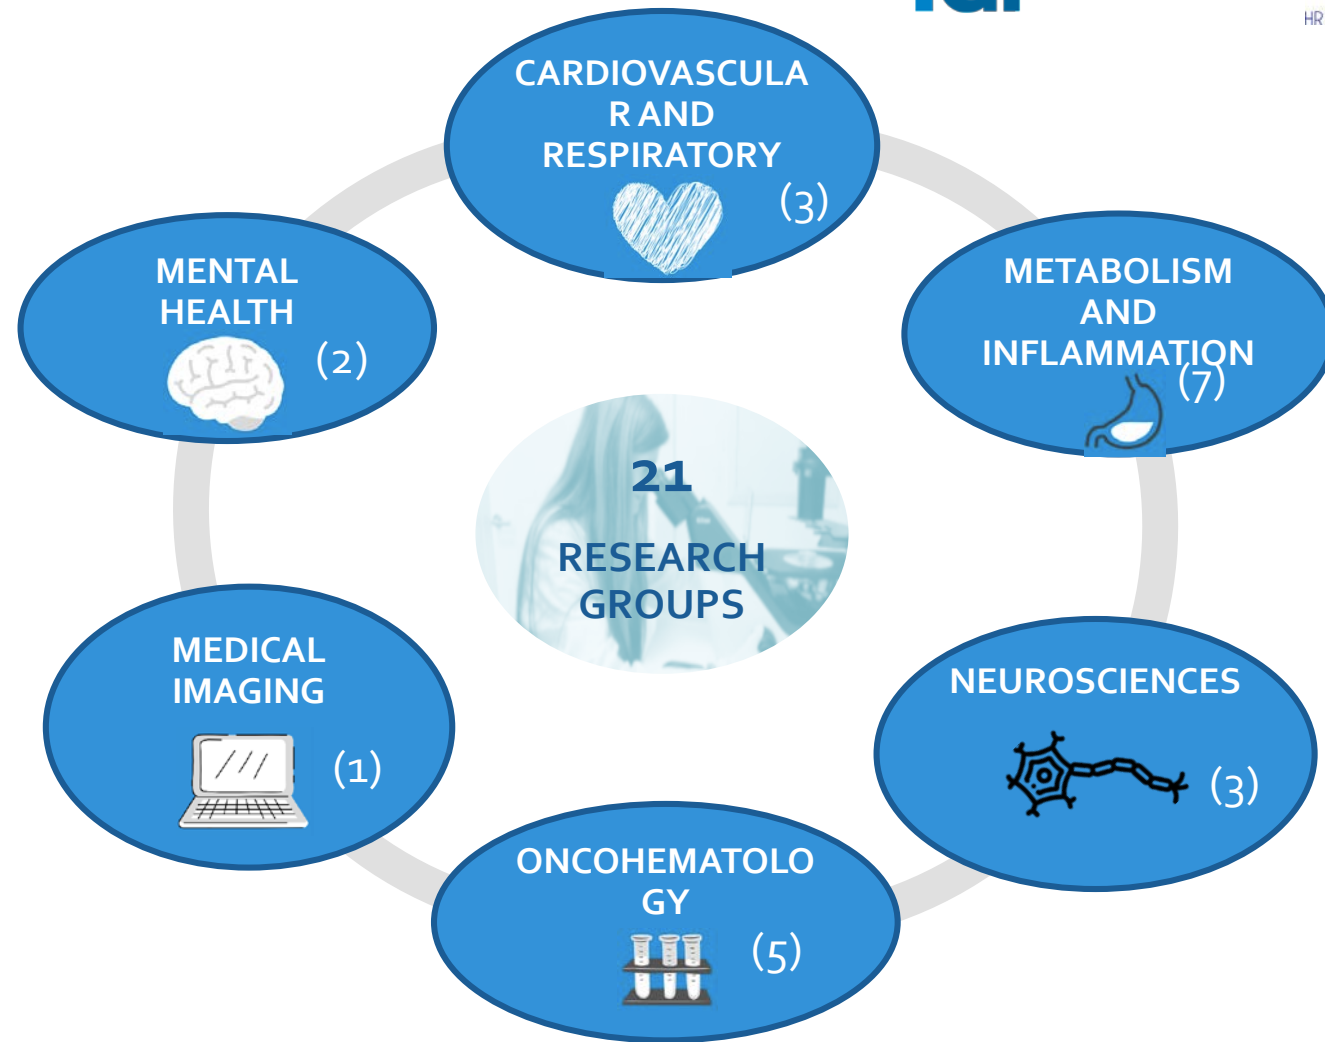 HR
CARDIOVASCULA
R AND
RESPIRATORY
(3)
METABOLISM
AND
INFLAMMATION
(7)
MENTAL
HEALTH
(2)
21
RESEARCH
GROUPS
MEDICAL
IMAGING
(1)
NEUROSCIENCES
(3)
ONCOHEMATOLO
GY
(5)